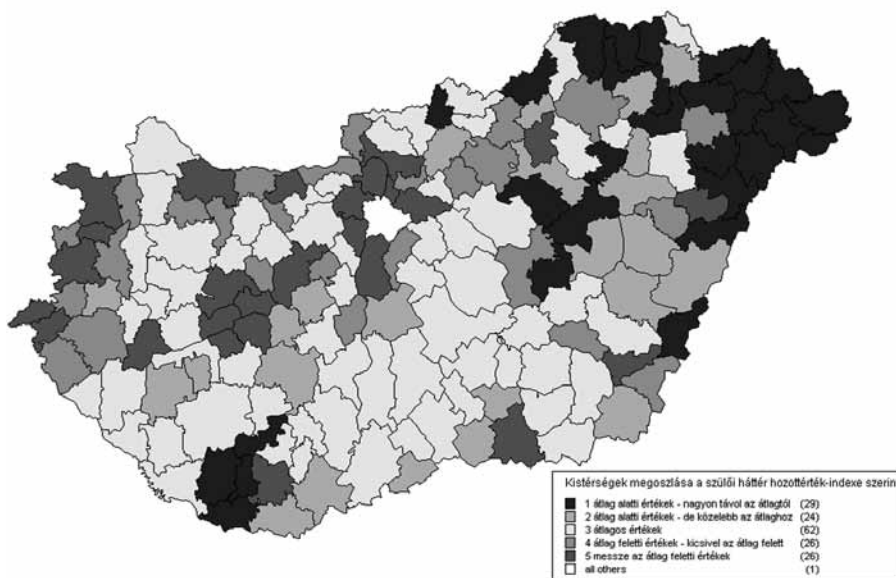 Kistérségek megoszlása a szülői háttér hozottérték-indexe szerin
1 átlag alatti értékek - nagyon távol az átlagtól (29)
2 átlag alatti értékek - de közelebb az átlaghoz (24)
3 átlagos értékek (62)
4 átlag feletti értékek - kicsivel az átlag felett (26)
5 messze az átlag feletti értékek (26)
all others (1)